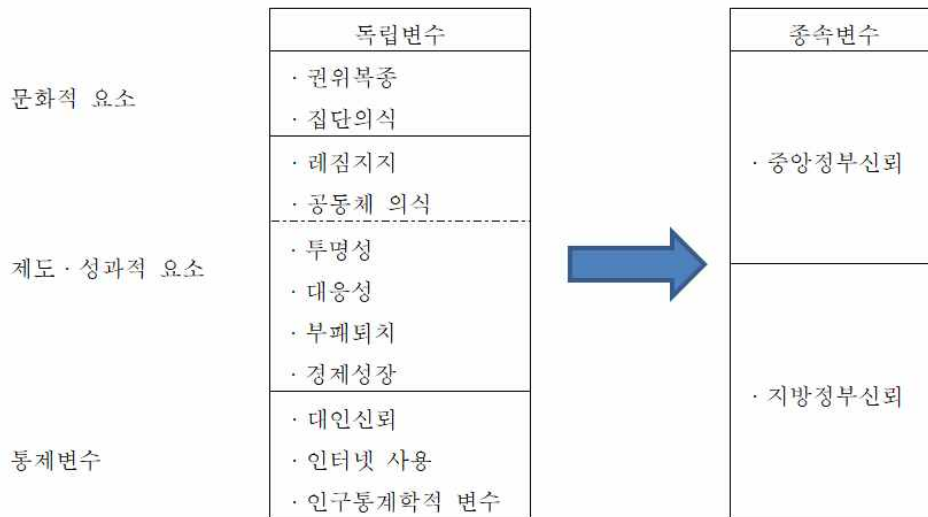 독립변수
종속변수
문화적 요소
· 권위복종
· 집단의식
· 레짐지지
· 공동체 의식
제도 · 성과적 요소
· 투명성
· 대응성
· 부패퇴치
· 경제성장
통제변수
· 대인신뢰
· 인터넷 사용
· 인구통계학적 변수
· 중앙정부신뢰
· 지방정부신뢰